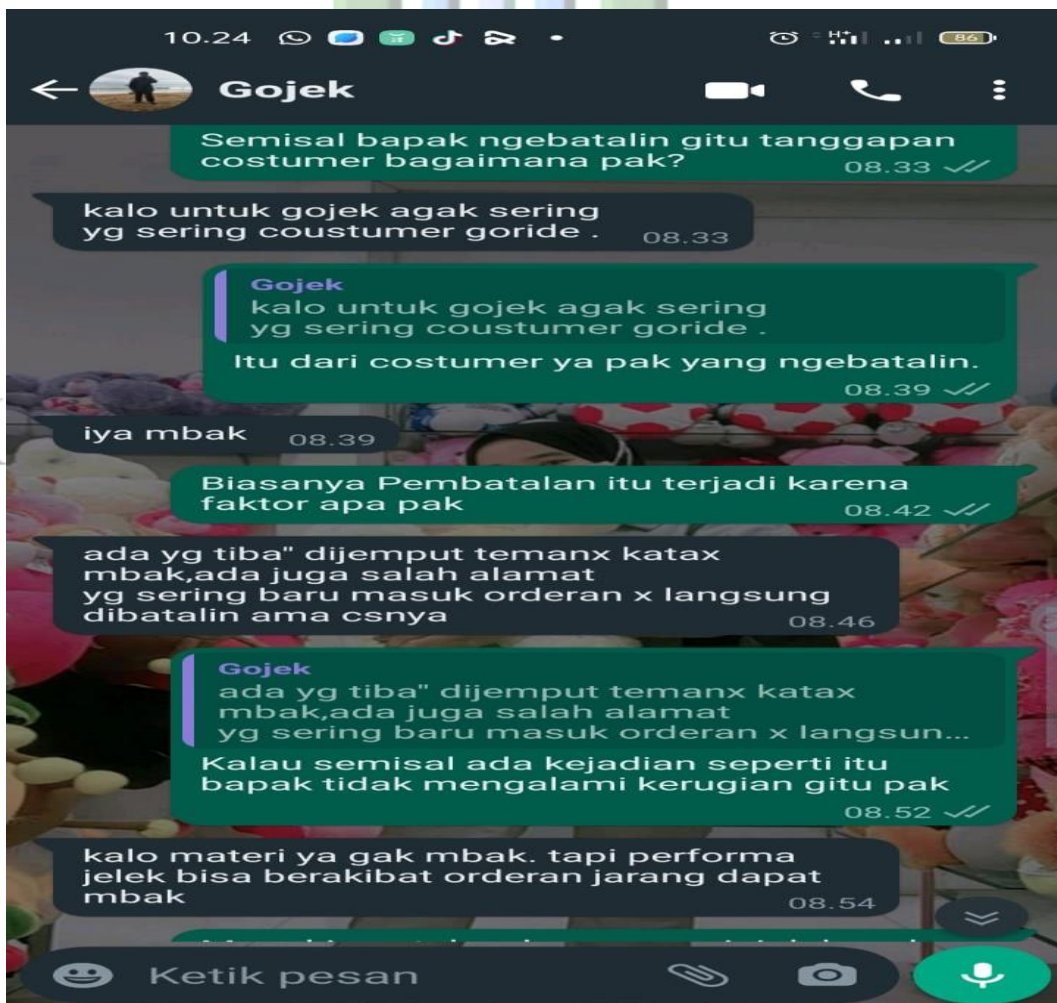 10.24
H+
86
Gojek
Semisal bapak ngebatalin gitu tanggapan
costumer bagaimana pak?
08.33
kalo untuk gojek agak sering
yg sering coustumer goride .
08.33
Gojek
kalo untuk gojek agak sering
yg sering coustumer goride .
Itu dari costumer ya pak yang ngebatalin.
08.39
iya mbak
08.39
Biasanya Pembatalan itu terjadi karena
faktor apa pak
08.42
ada yg tiba" dijemput temanx katax
mbak,ada juga salah alamat
yg sering baru masuk orderan x langsung
dibatalin ama csnya
08.46
Gojek
ada yg tiba" dijemput temanx katax
mbak,ada juga salah alamat
yg sering baru masuk orderan x langsun...
Kalau semisal ada kejadian seperti itu
bapak tidak mengalami kerugian gitu pak
08.52
kalo materi ya gak mbak. tapi performa
jelek bisa berakibat orderan jarang dapat
mbak
08.54
Ketik pesan